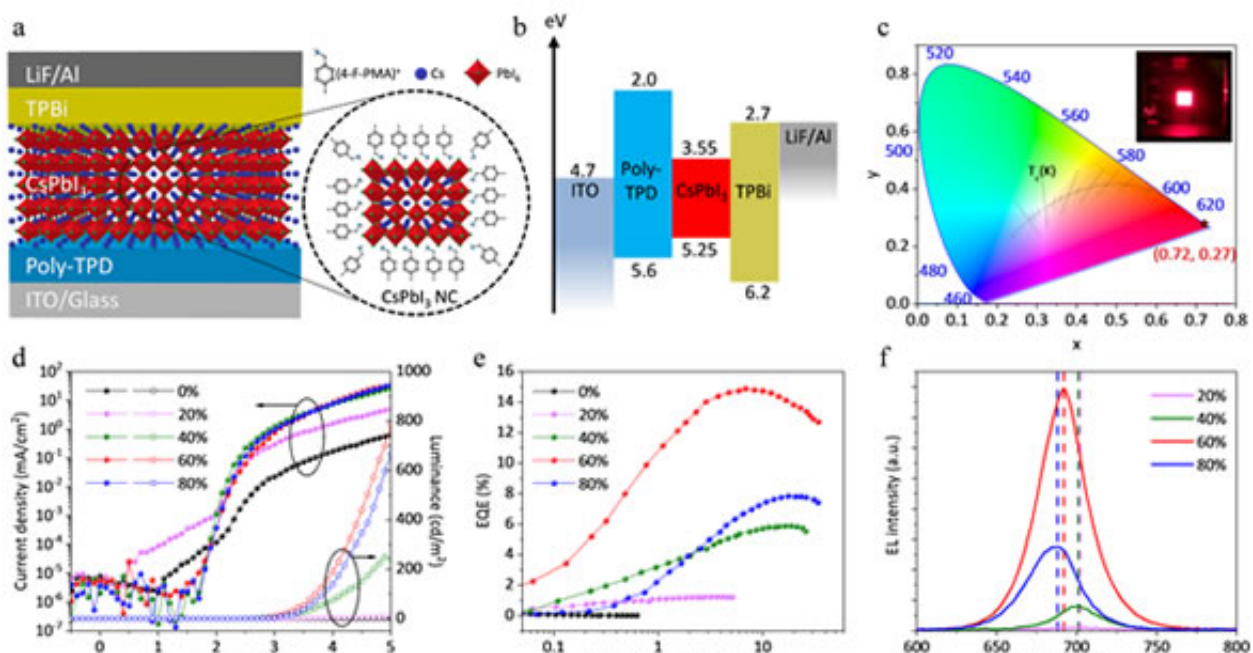 a
(4-F-PMA)⁺ Cs PbI₆
LiF/Al
TPBi
CsPbI₃
Poly-TPD
ITO/Glass
CsPbI₃ NC
b
eV
2.0
2.7
3.55
4.7
ITO
Poly-
TPD
CsPbI₃
TPBi
LiF/Al
5.25
5.6
6.2
c
y
0.8
0.6
0.4
0.2
0.0
520
540
560
580
600
620
500
480
460
(0.72, 0.27)
0.0 0.1 0.2 0.3 0.4 0.5 0.6 0.7 0.8
x
d
Current density (mA/cm²)
10²
10¹
10⁰
10⁻¹
10⁻²
10⁻³
10⁻⁴
10⁻⁵
10⁻⁶
10⁻⁷
0%
20%
40%
60%
80%
1000
800
600
400
200
0
Luminance (cd/m²)
0 1 2 3 4 5
e
EQE (%)
16
14
12
10
8
6
4
2
0
0%
20%
40%
60%
80%
0.1 1 10
f
EL intensity (a.u.)
20%
40%
60%
80%
600 650 700 750 800